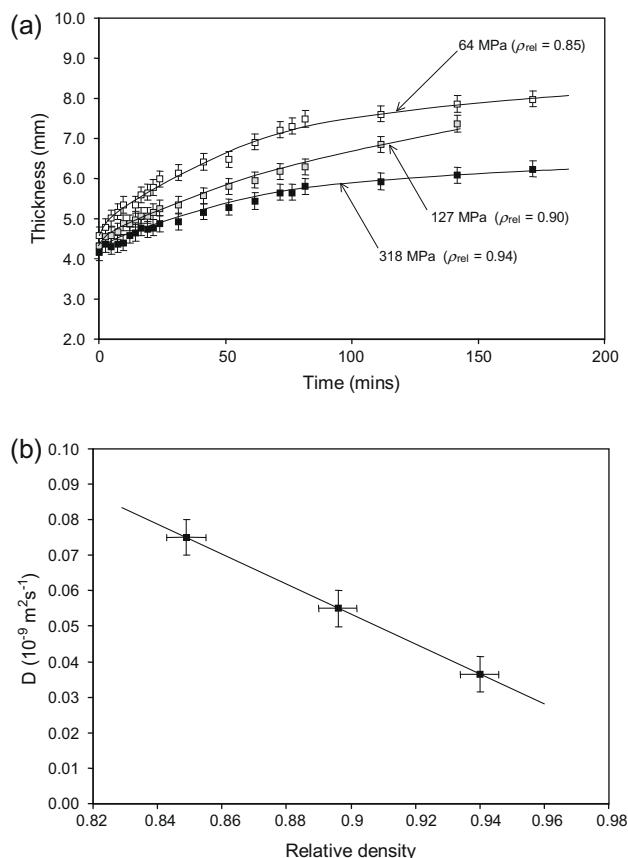 (a)
10.0
9.0
8.0
7.0
6.0
5.0
4.0
3.0
2.0
Thickness (mm)
64 MPa (ρrel = 0.85)
127 MPa (ρrel = 0.90)
318 MPa (ρrel = 0.94)
0 50 100 150 200
Time (mins)
(b)
0.10
0.09
0.08
0.07
0.06
0.05
0.04
0.03
0.02
0.01
0.00
D (10⁻⁹ m²s⁻¹)
0.82 0.84 0.86 0.88 0.9 0.92 0.94 0.96 0.98
Relative density